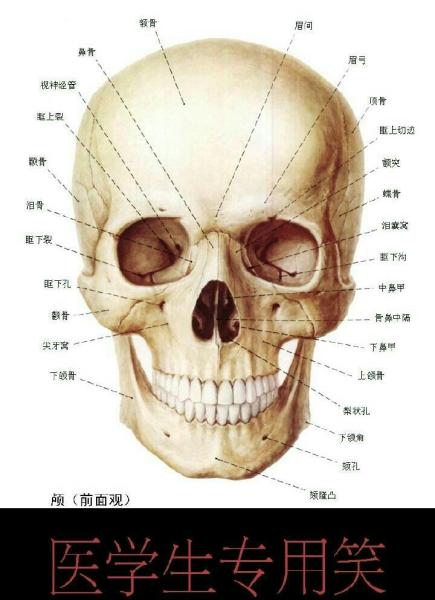 额骨
眉间
鼻骨
眉弓
视神经管
顶骨
眶上裂
眶上切迹
额突
颞骨
蝶骨
泪骨
泪囊窝
眶下裂
眶下沟
眶下孔
中鼻甲
颧骨
骨鼻中隔
尖牙窝
下鼻甲
下颌骨
上颌骨
梨状孔
下颌角
颏孔
颏隆凸
颅（前面观）
医学生专用笑